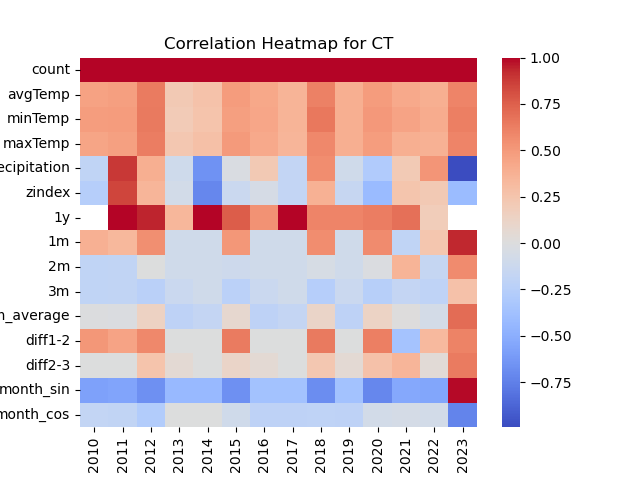 Correlation Heatmap for CT
count
avgTemp
minTemp
maxTemp
ecipitation
zindex
1y
1m
2m
3m
n_average
diff1-2
diff2-3
month_sin
month_cos
2010 2011 2012 2013 2014 2015 2016 2017 2018 2019 2020 2021 2022 2023
1.00
0.75
0.50
0.25
0.00
−0.25
−0.50
−0.75